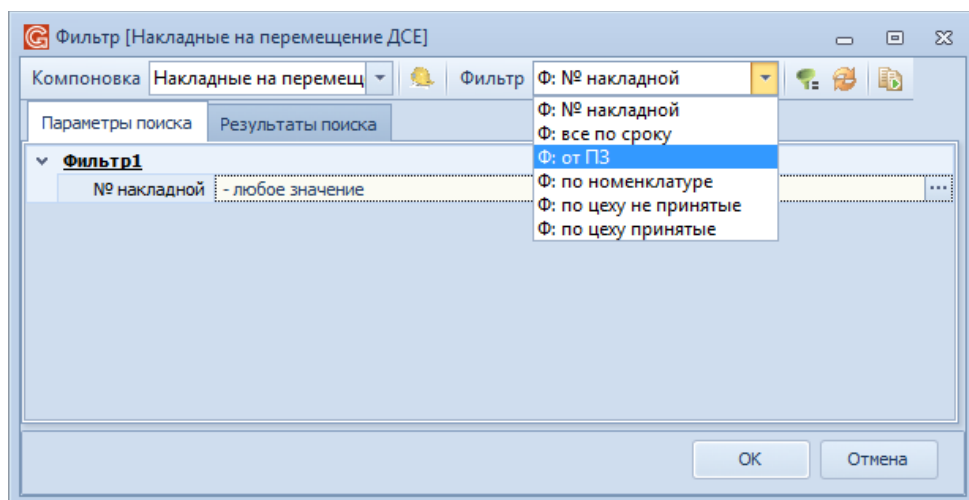 Фильтр [Накладные на перемещение ДСЕ]
Компоновка Накладные на перемещ Фильтр Ф: № накладной
Параметры поиска Результаты поиска
Ф: № накладной
Ф: все по сроку
Ф: от ПЗ
Ф: по номенклатуре
Ф: по цеху не принятые
Ф: по цеху принятые
Фильтр1
№ накладной - любое значение ...
ОК Отмена